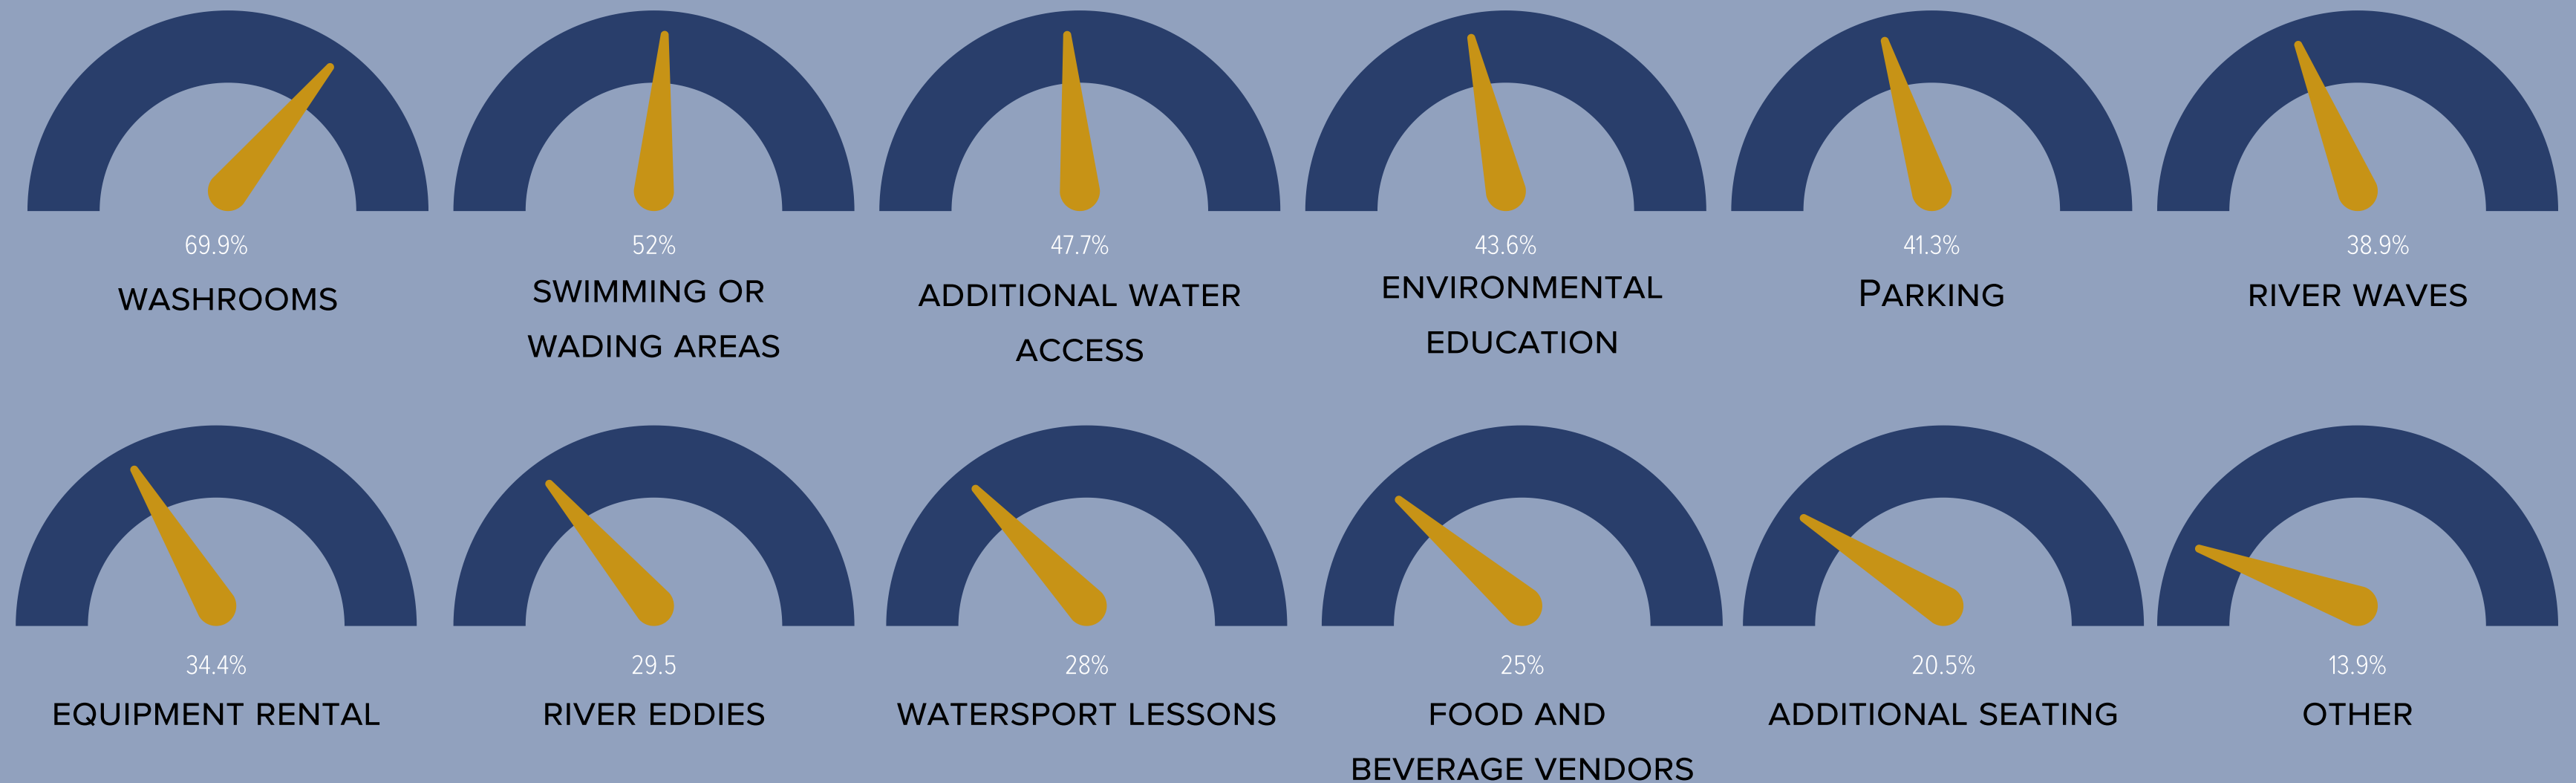 69.9%
WASHROOMS
52%
SWIMMING OR
WADING AREAS
47.7%
ADDITIONAL WATER
ACCESS
43.6%
ENVIRONMENTAL
EDUCATION
41.3%
PARKING
38.9%
RIVER WAVES
34.4%
EQUIPMENT RENTAL
29.5
RIVER EDDIES
28%
WATERSPORT LESSONS
25%
FOOD AND
BEVERAGE VENDORS
20.5%
ADDITIONAL SEATING
13.9%
OTHER